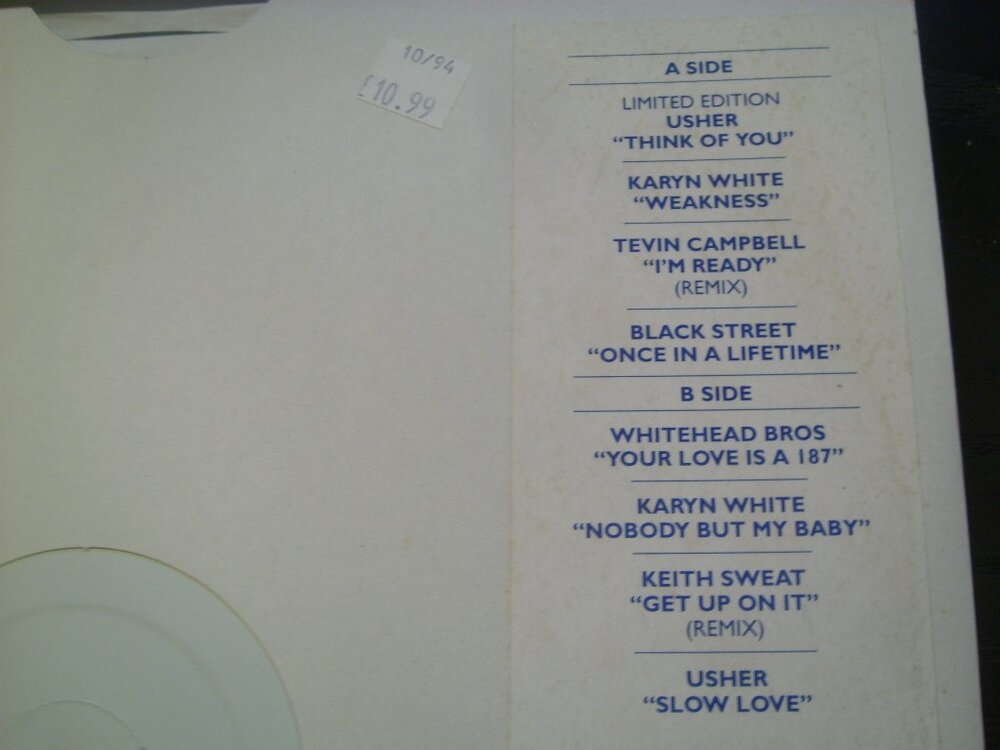 10/94
£10.99
A SIDE
LIMITED EDITION
USHER
“THINK OF YOU”
KARYN WHITE
“WEAKNESS”
TEVIN CAMPBELL
“I’M READY”
(REMIX)
BLACK STREET
“ONCE IN A LIFETIME”
B SIDE
WHITEHEAD BROS
“YOUR LOVE IS A 187”
KARYN WHITE
“NOBODY BUT MY BABY”
KEITH SWEAT
“GET UP ON IT”
(REMIX)
USHER
“SLOW LOVE”